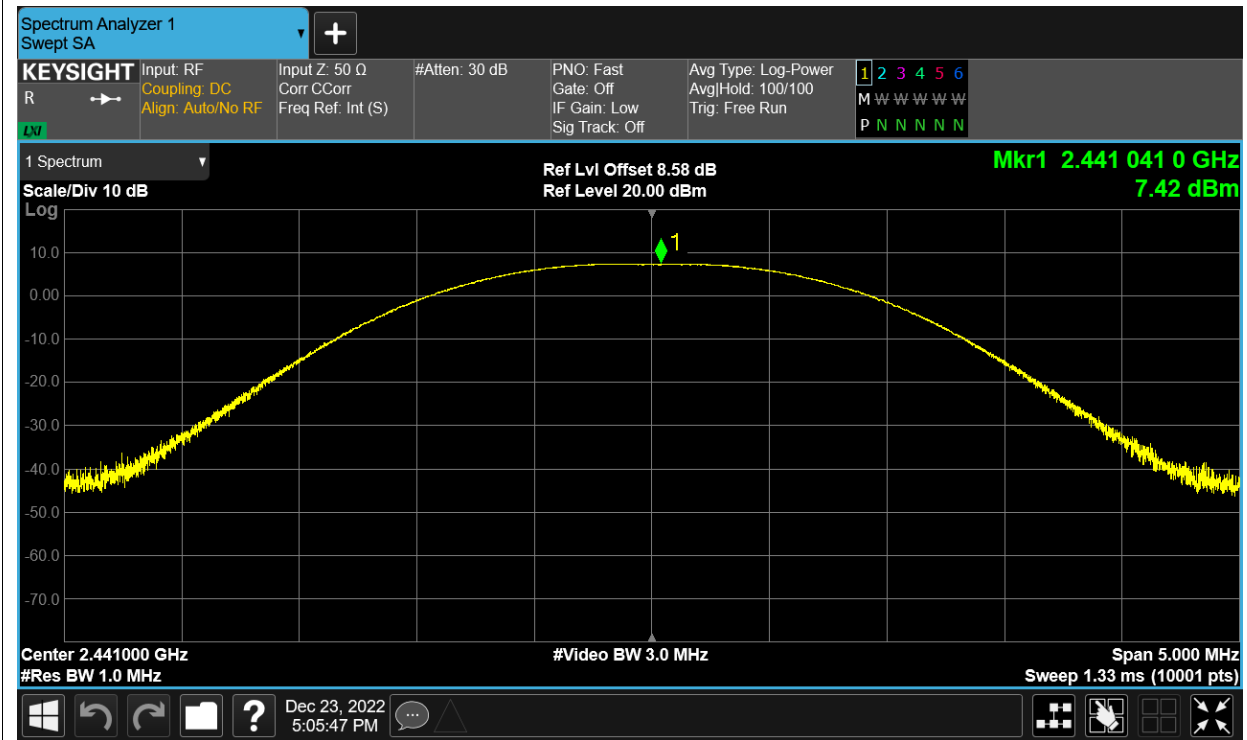 Spectrum Analyzer 1
Swept SA
KEYSIGHT
R
LXI
Input: RF
Coupling: DC
Align: Auto/No RF
Input Z: 50 Ω
Corr CCorr
Freq Ref: Int (S)
#Atten: 30 dB
PNO: Fast
Gate: Off
IF Gain: Low
Sig Track: Off
Avg Type: Log-Power
Avg|Hold: 100/100
Trig: Free Run
1 2 3 4 5 6
M W W W W W W
P N N N N N N
1 Spectrum
Scale/Div 10 dB
Log
Ref Lvl Offset 8.58 dB
Ref Level 20.00 dBm
Mkr1 2.441 041 0 GHz
7.42 dBm
1
10.0
0.00
-10.0
-20.0
-30.0
-40.0
-50.0
-60.0
-70.0
Center 2.441000 GHz
#Res BW 1.0 MHz
#Video BW 3.0 MHz
Span 5.000 MHz
Sweep 1.33 ms (10001 pts)
?
Dec 23, 2022
5:05:47 PM